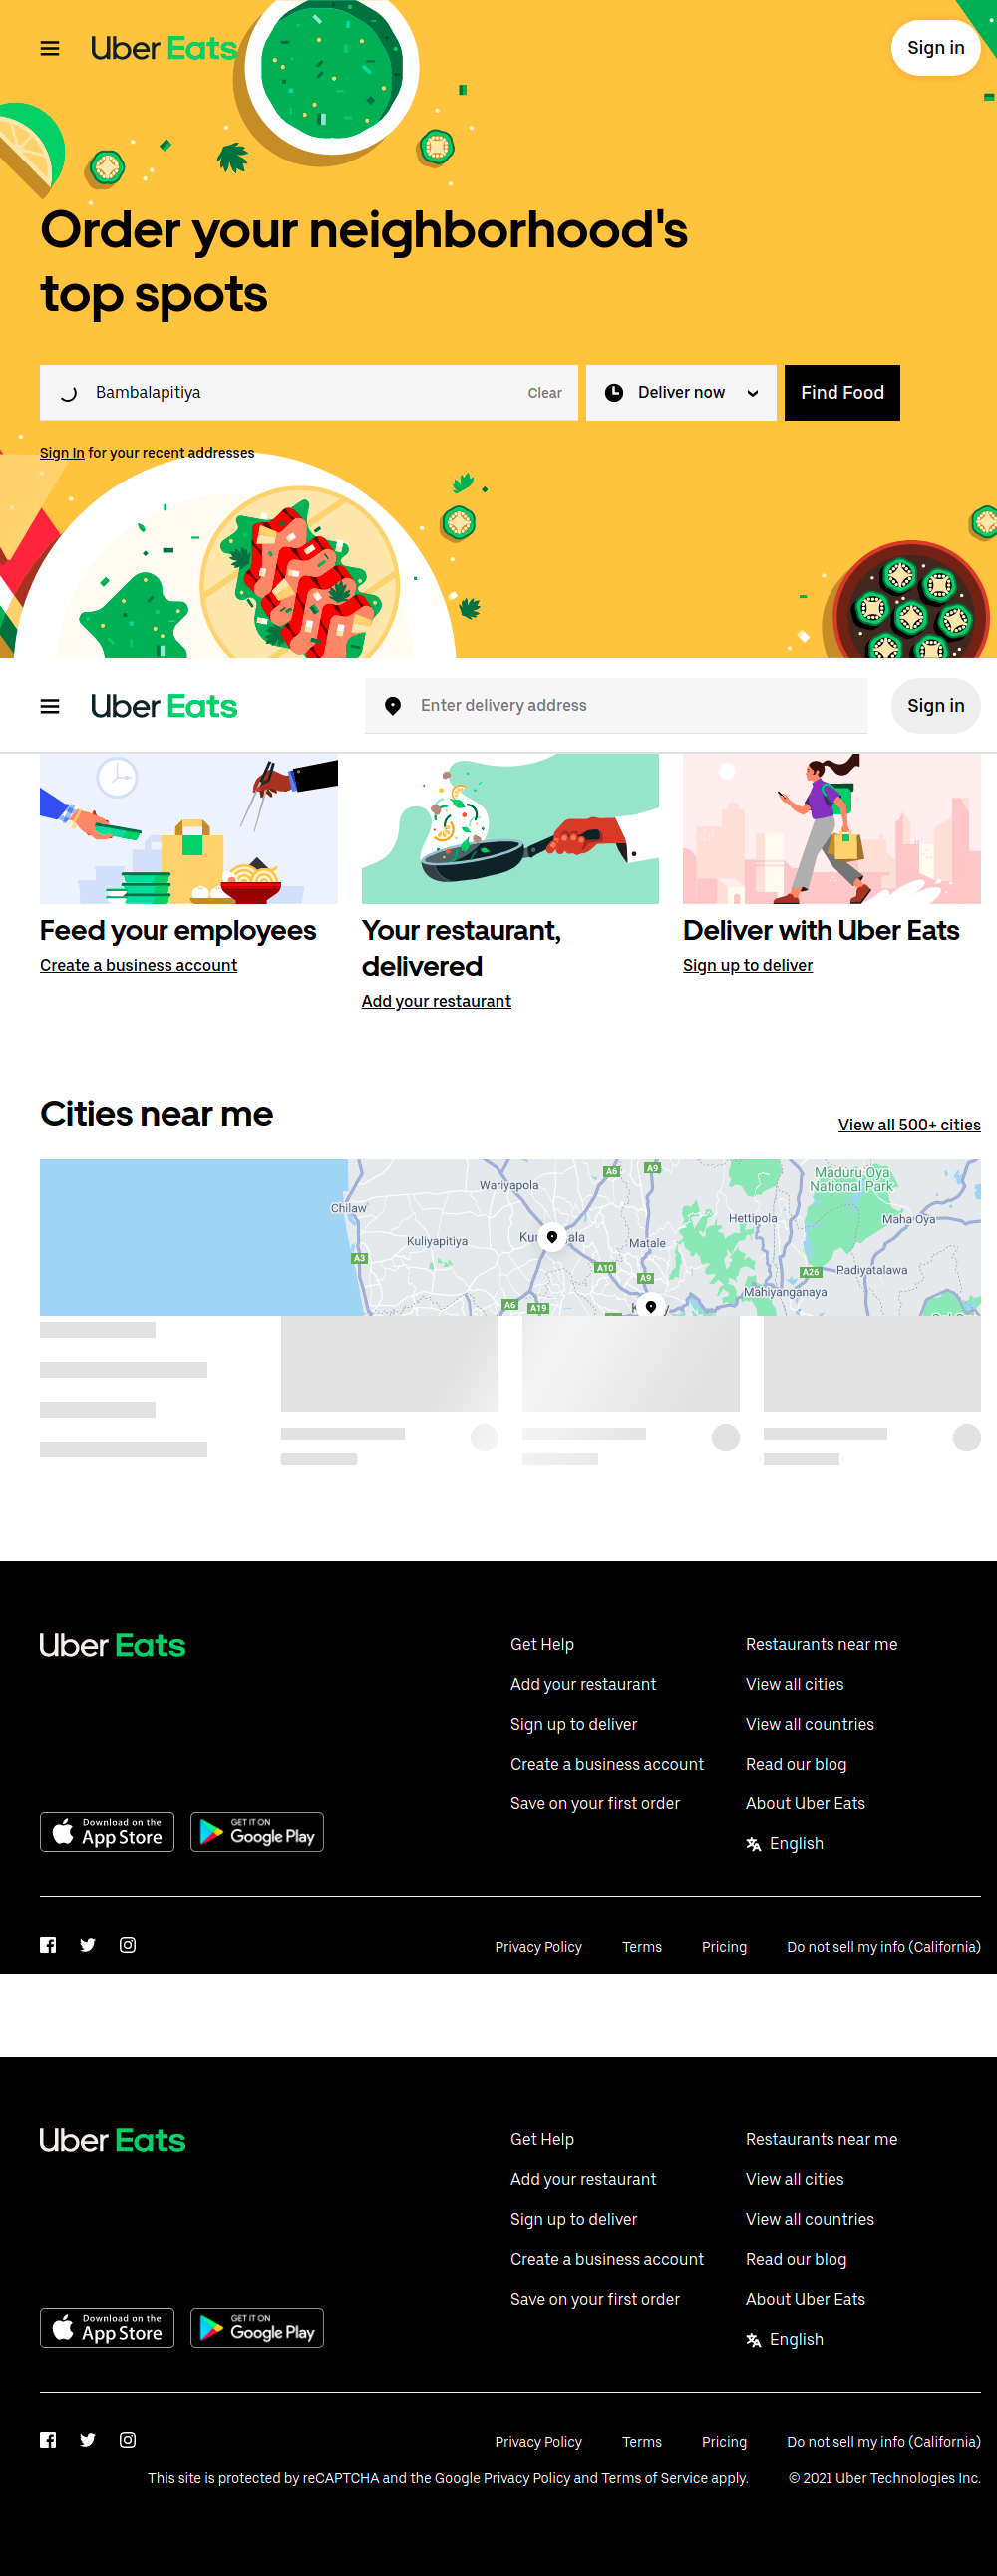 Uber Eats
Sign in
Order your neighborhood's
top spots
Bambalapitiya
Clear
Deliver now
Find Food
Sign In for your recent addresses
Uber Eats
Enter delivery address
Sign in
Feed your employees
Create a business account
Your restaurant,
delivered
Add your restaurant
Deliver with Uber Eats
Sign up to deliver
Cities near me
View all 500+ cities
A6
A9
Maduru Oya
National Park
Wariyapola
Chilaw
Hettipola
Maha Oya
Kuliyapitiya
Matale
A3
A10
A9
A26
Padiyatalawa
Mahiyanganaya
A6
A19
Uber Eats
Get Help
Restaurants near me
Add your restaurant
View all cities
Sign up to deliver
View all countries
Create a business account
Read our blog
Save on your first order
About Uber Eats
English
Download on the
App Store
GET IT ON
Google Play
Privacy Policy
Terms
Pricing
Do not sell my info (California)
Uber Eats
Get Help
Restaurants near me
Add your restaurant
View all cities
Sign up to deliver
View all countries
Create a business account
Read our blog
Save on your first order
About Uber Eats
English
Download on the
App Store
GET IT ON
Google Play
Privacy Policy
Terms
Pricing
Do not sell my info (California)
This site is protected by reCAPTCHA and the Google Privacy Policy and Terms of Service apply.
© 2021 Uber Technologies Inc.